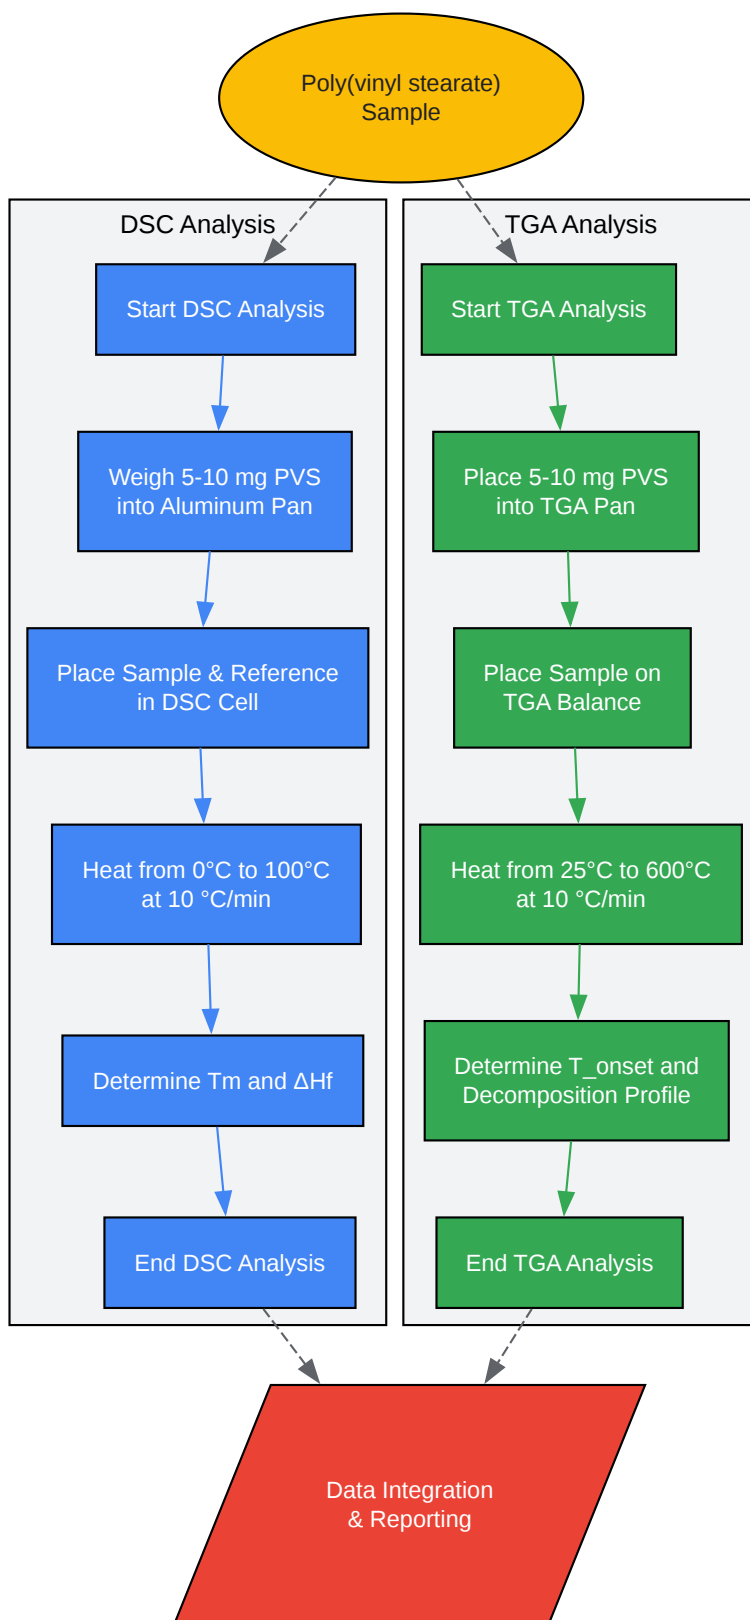 Poly(vinyl stearate)
Sample
DSC Analysis
Start DSC Analysis
Weigh 5-10 mg PVS
into Aluminum Pan
Place Sample & Reference
in DSC Cell
Heat from 0°C to 100°C
at 10 °C/min
Determine Tm and ΔHf
End DSC Analysis
TGA Analysis
Start TGA Analysis
Place 5-10 mg PVS
into TGA Pan
Place Sample on
TGA Balance
Heat from 25°C to 600°C
at 10 °C/min
Determine T_onset and
Decomposition Profile
End TGA Analysis
Data Integration
& Reporting